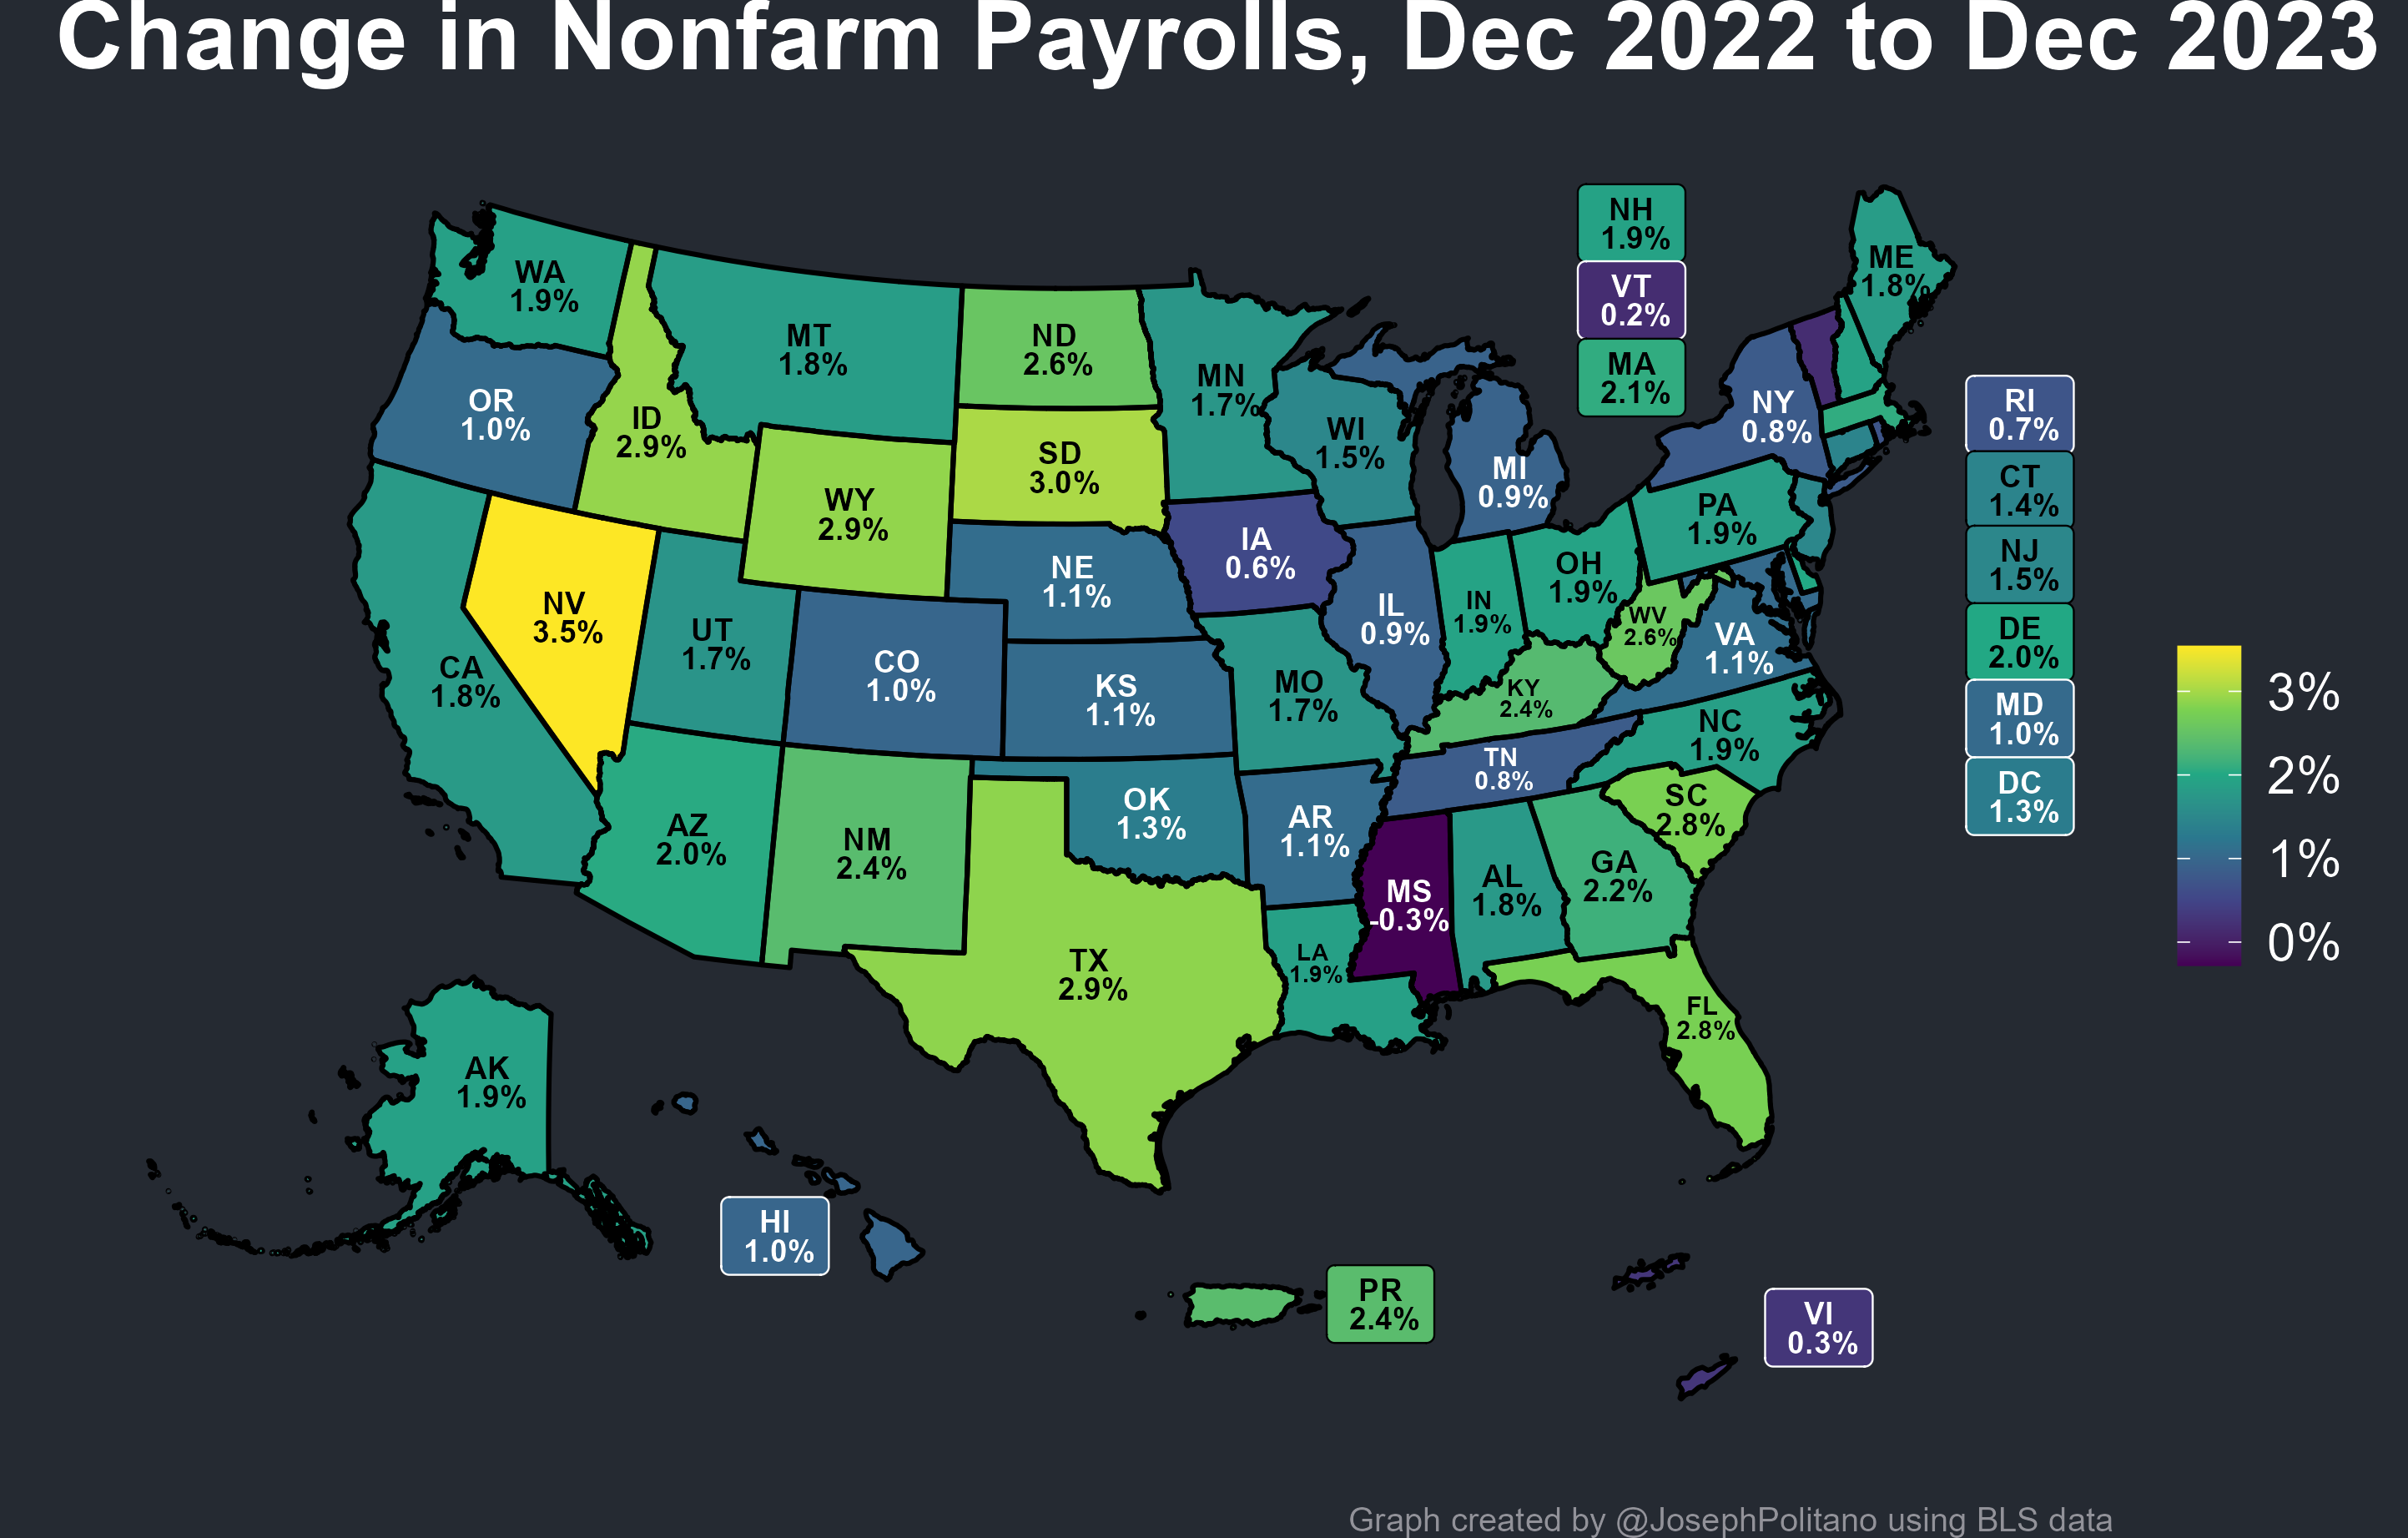 Change in Nonfarm Payrolls, Dec 2022 to Dec 2023
NH
1.9%
VT
0.2%
MA
2.1%
ME
1.8%
WA
1.9%
MT
1.8%
ND
2.6%
MN
1.7%
OR
1.0%
ID
2.9%
WI
1.5%
MI
0.9%
NY
0.8%
RI
0.7%
SD
3.0%
WY
2.9%
PA
1.9%
CT
1.4%
IA
0.6%
NE
1.1%
OH
1.9%
NJ
1.5%
NV
3.5%
UT
1.7%
IL
0.9%
IN
1.9%
WV
2.6%
VA
1.1%
DE
2.0%
CA
1.8%
CO
1.0%
KS
1.1%
MO
1.7%
KY
2.4%
MD
1.0%
NC
1.9%
TN
0.8%
DC
1.3%
AZ
2.0%
NM
2.4%
OK
1.3%
AR
1.1%
SC
2.8%
MS
-0.3%
AL
1.8%
GA
2.2%
TX
2.9%
LA
1.9%
FL
2.8%
AK
1.9%
HI
1.0%
PR
2.4%
VI
0.3%
3%
2%
1%
0%
Graph created by @JosephPolitano using BLS data